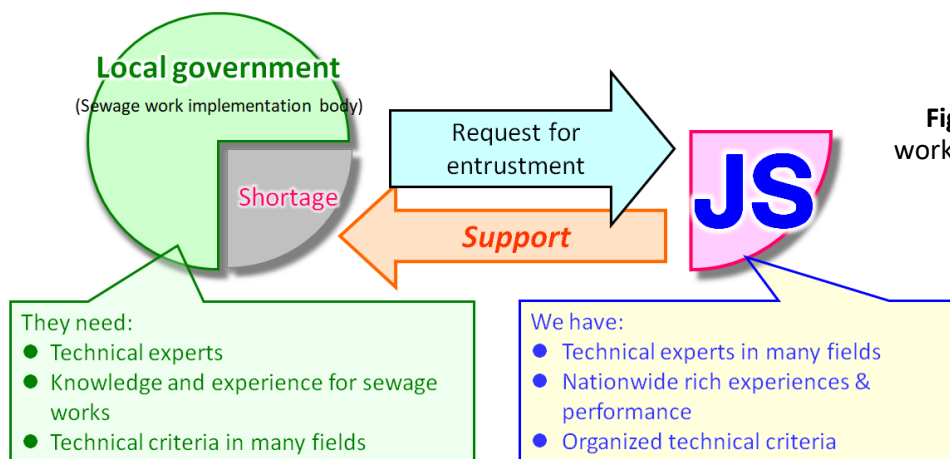 Local government
(Sewage work implementation body)
Shortage
Request for
entrustment
Support
JS
Fig
work
They need:
● Technical experts
● Knowledge and experience for sewage
works
● Technical criteria in many fields
We have:
● Technical experts in many fields
● Nationwide rich experiences &
performance
● Organized technical criteria